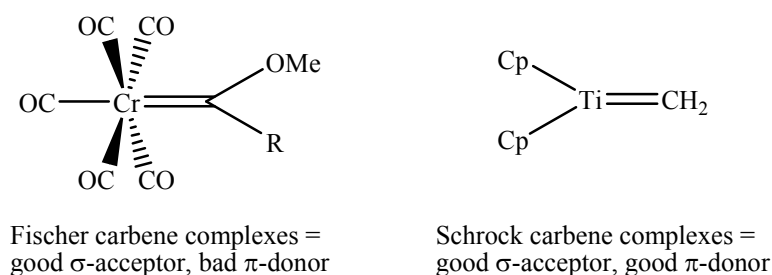 OC CO
OMe
OC Cr
R
OC CO
Cp
Ti CH2
Cp
Fischer carbene complexes =
good σ-acceptor, bad π-donor
Schrock carbene complexes =
good σ-acceptor, good π-donor